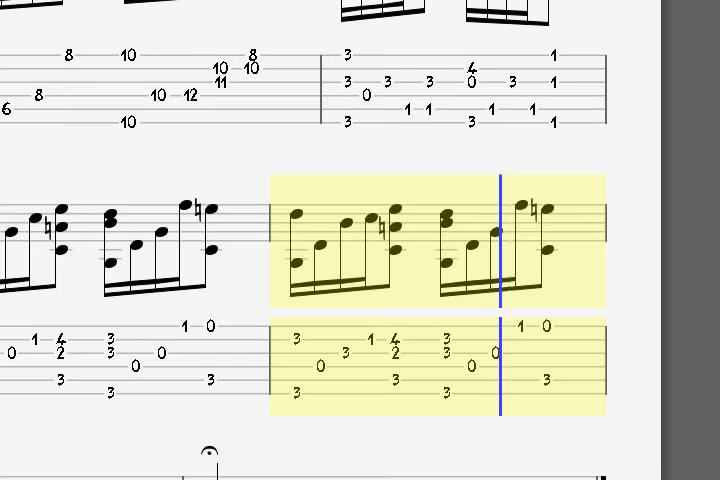 8 10 8
10 10
11
8 10 12
6
10
3 1
4
3 3 3 0 3 1
0
1 1 1 1
3 3 1
1 0 1 0
1 4 3 3 1 4 3
0 2 3 0 3 2 3 0
0 0 0
3 3 3 3
3 3 3